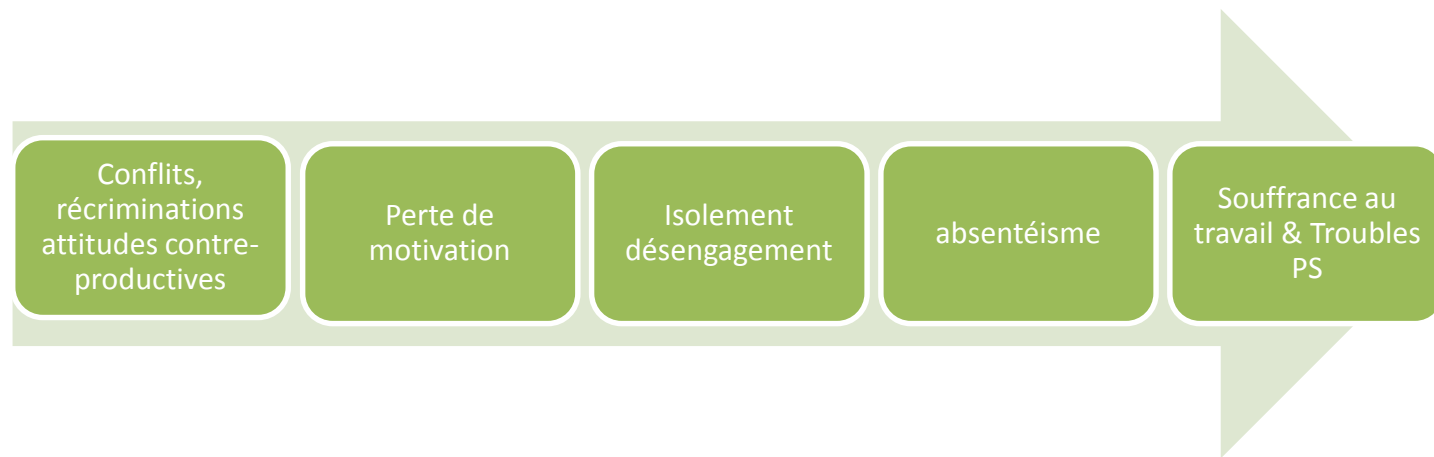 Conflits,
récriminations
attitudes contre-
productives
Perte de
motivation
Isolement
désengagement
absentéisme
Souffrance au
travail & Troubles
PS